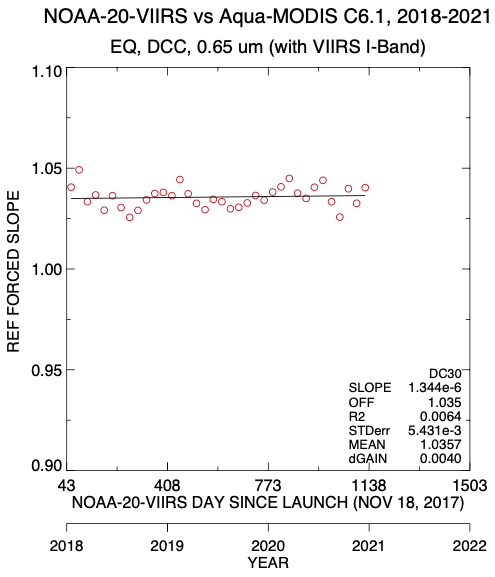 NOAA-20-VIIRS vs Aqua-MODIS C6.1, 2018-2021
EQ, DCC, 0.65 um (with VIIRS I-Band)
1.10
1.05
1.00
0.95
0.90
REF FORCED SLOPE
DC30
SLOPE 1.344e-6
OFF 1.035
R2 0.0064
STDerr 5.431e-3
MEAN 1.0357
dGAIN 0.0040
43 408 773 1138 1503
NOAA-20-VIIRS DAY SINCE LAUNCH (NOV 18, 2017)
2018 2019 2020 2021 2022
YEAR